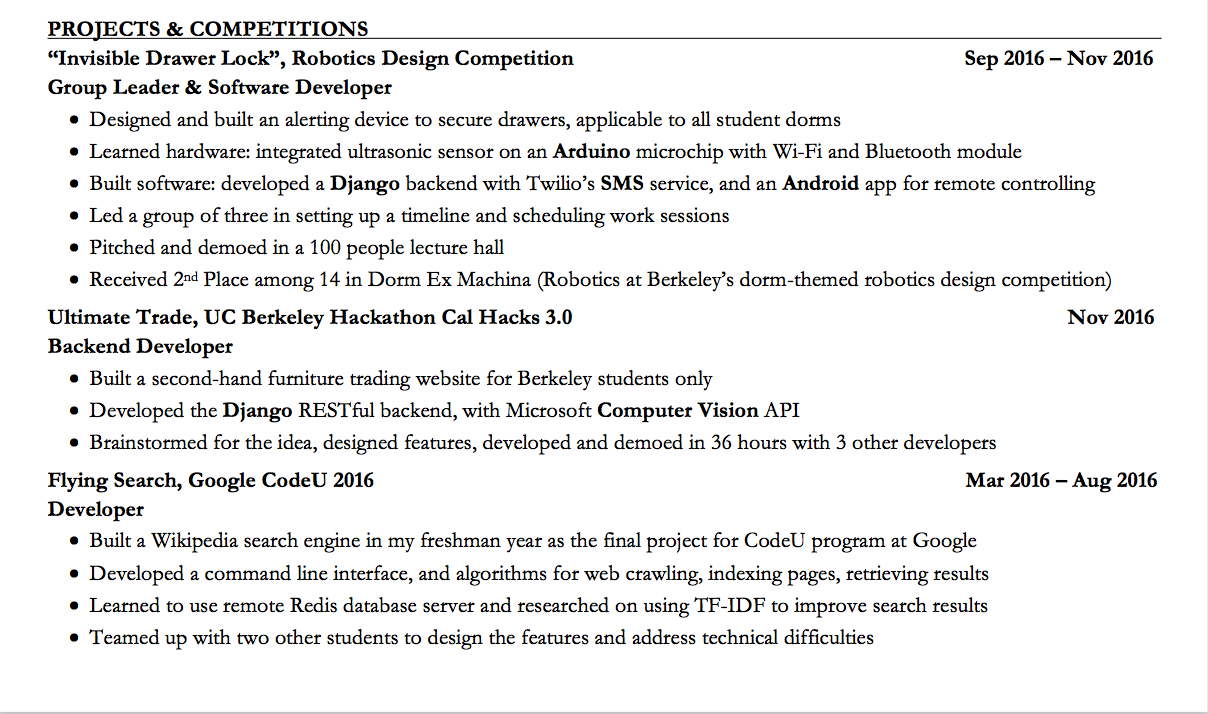 PROJECTS & COMPETITIONS
“Invisible Drawer Lock”, Robotics Design Competition Sep 2016 – Nov 2016
Group Leader & Software Developer
• Designed and built an alerting device to secure drawers, applicable to all student dorms
• Learned hardware: integrated ultrasonic sensor on an Arduino microchip with Wi-Fi and Bluetooth module
• Built software: developed a Django backend with Twilio’s SMS service, and an Android app for remote controlling
• Led a group of three in setting up a timeline and scheduling work sessions
• Pitched and demoed in a 100 people lecture hall
• Received 2nd Place among 14 in Dorm Ex Machina (Robotics at Berkeley’s dorm-themed robotics design competition)
Ultimate Trade, UC Berkeley Hackathon Cal Hacks 3.0 Nov 2016
Backend Developer
• Built a second-hand furniture trading website for Berkeley students only
• Developed the Django RESTful backend, with Microsoft Computer Vision API
• Brainstormed for the idea, designed features, developed and demoed in 36 hours with 3 other developers
Flying Search, Google CodeU 2016 Mar 2016 – Aug 2016
Developer
• Built a Wikipedia search engine in my freshman year as the final project for CodeU program at Google
• Developed a command line interface, and algorithms for web crawling, indexing pages, retrieving results
• Learned to use remote Redis database server and researched on using TF-IDF to improve search results
• Teamed up with two other students to design the features and address technical difficulties